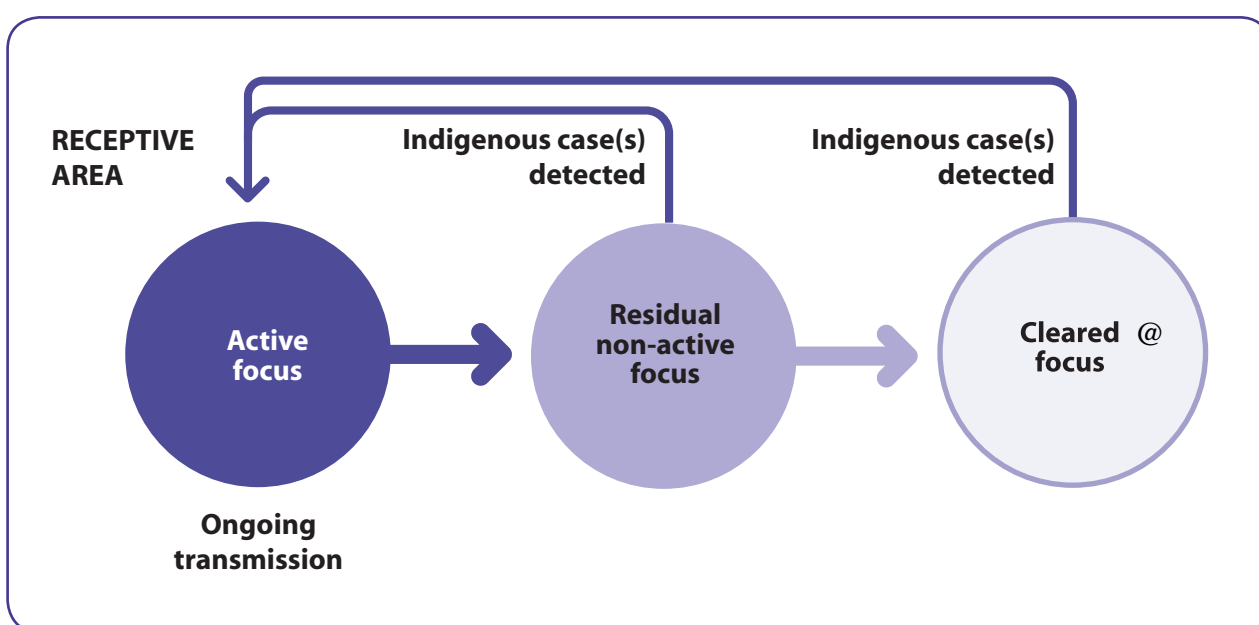 RECEPTIVE
AREA
Indigenous case(s)
detected
Indigenous case(s)
detected
Active
focus
Residual
non-active
focus
Cleared @
focus
Ongoing
transmission